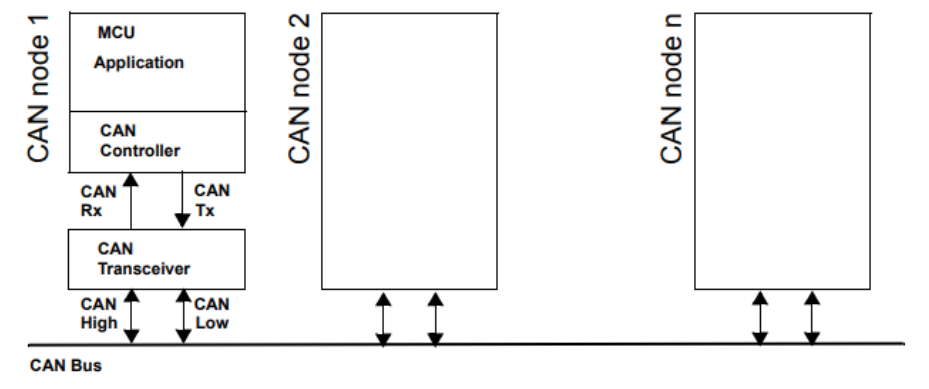 CAN node 1
MCU
Application
CAN
Controller
CAN
Rx
CAN
Tx
CAN
Transceiver
CAN
High
CAN
Low
CAN node 2
CAN node n
CAN Bus